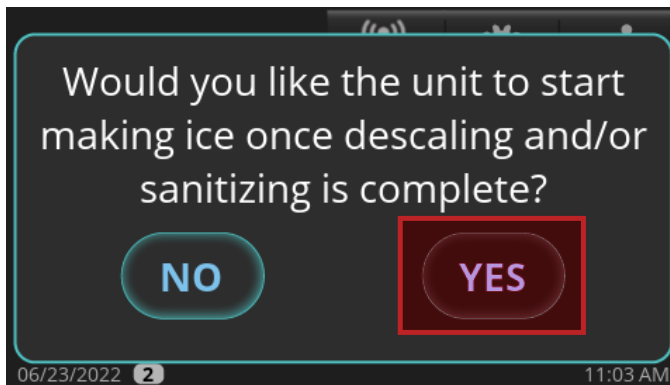 Would you like the unit to start
making ice once descaling and/or
sanitizing is complete?
NO YES
06/23/2022 2 11:03 AM